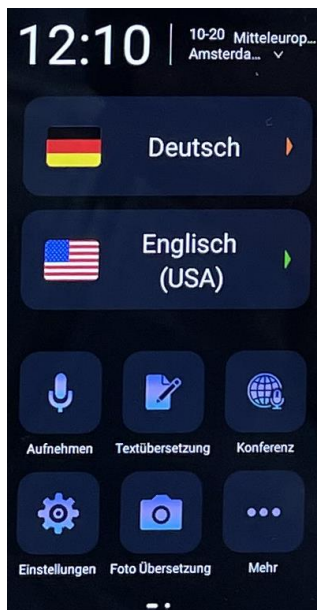 12:10
10-20 Mitteleurop...
Amsterda...
Deutsch
Englisch
(USA)
Aufnehmen Textübersetzung Konferenz
Einstellungen Foto Übersetzung Mehr